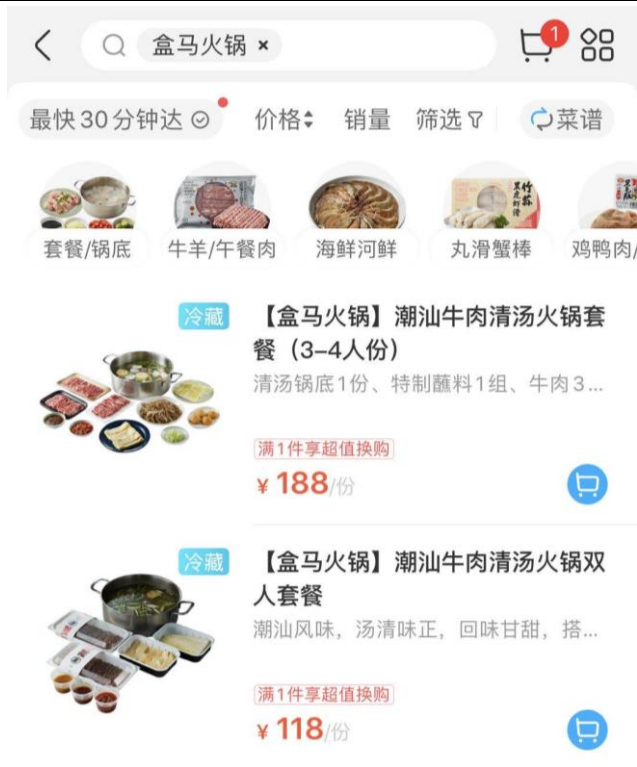 盒马火锅 ×
1
最快30分钟达
价格
销量
筛选
菜谱
套餐/锅底
牛羊/午餐肉
海鲜河鲜
丸滑蟹棒
鸡鸭肉/
冷藏
【盒马火锅】潮汕牛肉清汤火锅套
餐（3-4人份）
清汤锅底1份、特制蘸料1组、牛肉3...
满1件享超值换购
￥188/份
冷藏
【盒马火锅】潮汕牛肉清汤火锅双
人套餐
潮汕风味，汤清味正，回味甘甜，搭...
满1件享超值换购
￥118/份